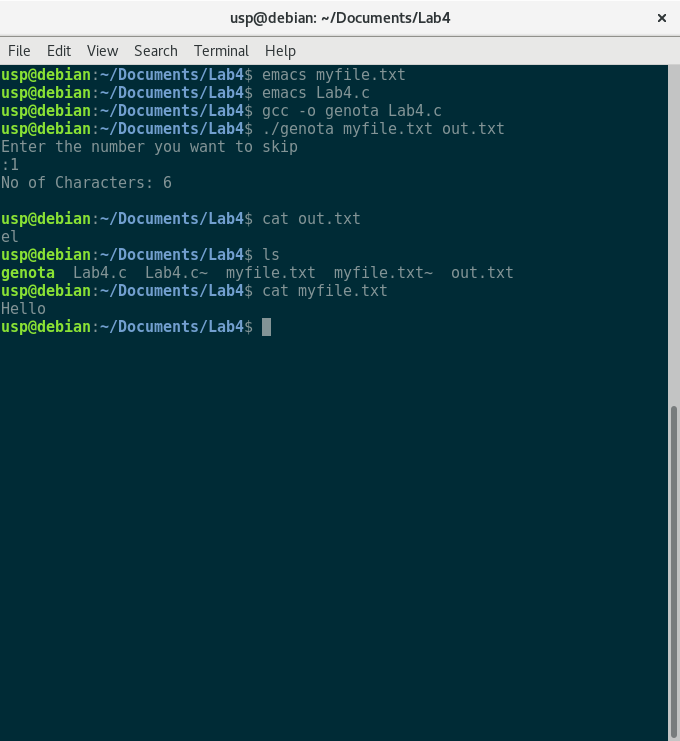 usp@debian: ~/Documents/Lab4
×
File Edit View Search Terminal Help
usp@debian:~/Documents/Lab4$ emacs myfile.txt
usp@debian:~/Documents/Lab4$ emacs Lab4.c
usp@debian:~/Documents/Lab4$ gcc -o genota Lab4.c
usp@debian:~/Documents/Lab4$ ./genota myfile.txt out.txt
Enter the number you want to skip
:1
No of Characters: 6
usp@debian:~/Documents/Lab4$ cat out.txt
el
usp@debian:~/Documents/Lab4$ ls
genota  Lab4.c  Lab4.c~  myfile.txt  myfile.txt~  out.txt
usp@debian:~/Documents/Lab4$ cat myfile.txt
Hello
usp@debian:~/Documents/Lab4$